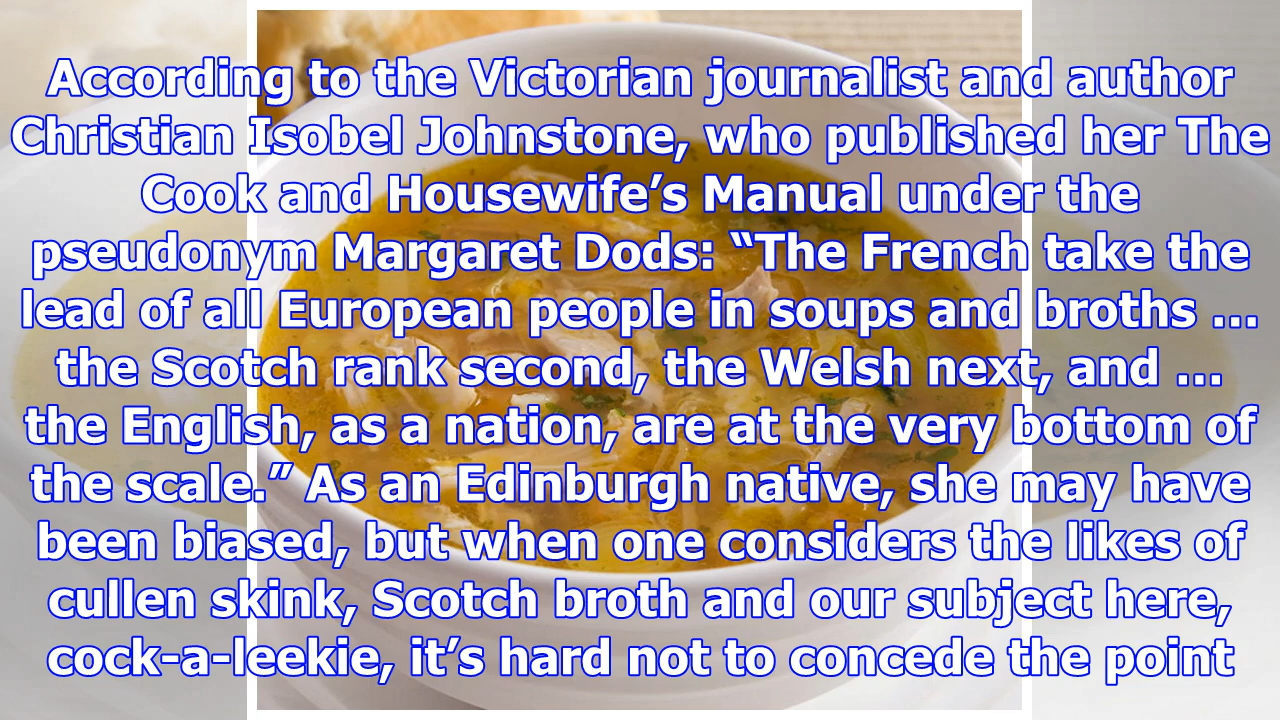 According to the Victorian journalist and author
Christian Isobel Johnstone, who published her The
Cook and Housewife’s Manual under the
pseudonym Margaret Dods: “The French take the
lead of all European people in soups and broths …
the Scotch rank second, the Welsh next, and …
the English, as a nation, are at the very bottom of
the scale.” As an Edinburgh native, she may have
been biased, but when one considers the likes of
cullen skink, Scotch broth and our subject here,
cock-a-leekie, it’s hard not to concede the point